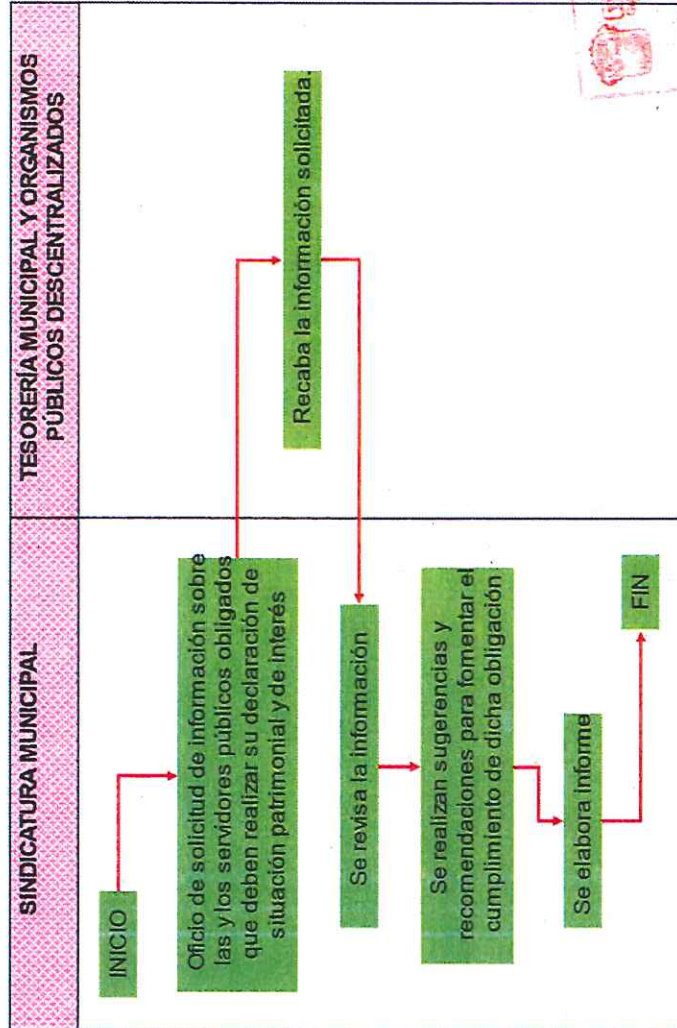 SINDICATURA MUNICIPAL
TESORERÍA MUNICIPAL Y ORGANISMOS
PÚBLICOS DESCENTRALIZADOS
INICIO
Oficio de solicitud de información sobre
las y los servidores públicos obligados
que deben realizar su declaración de
situación patrimonial y de interés
Recaba la información solicitada.
Se revisa la información
Se realizan sugerencias y
recomendaciones para fomentar el
cumplimiento de dicha obligación
Se elabora informe
FIN